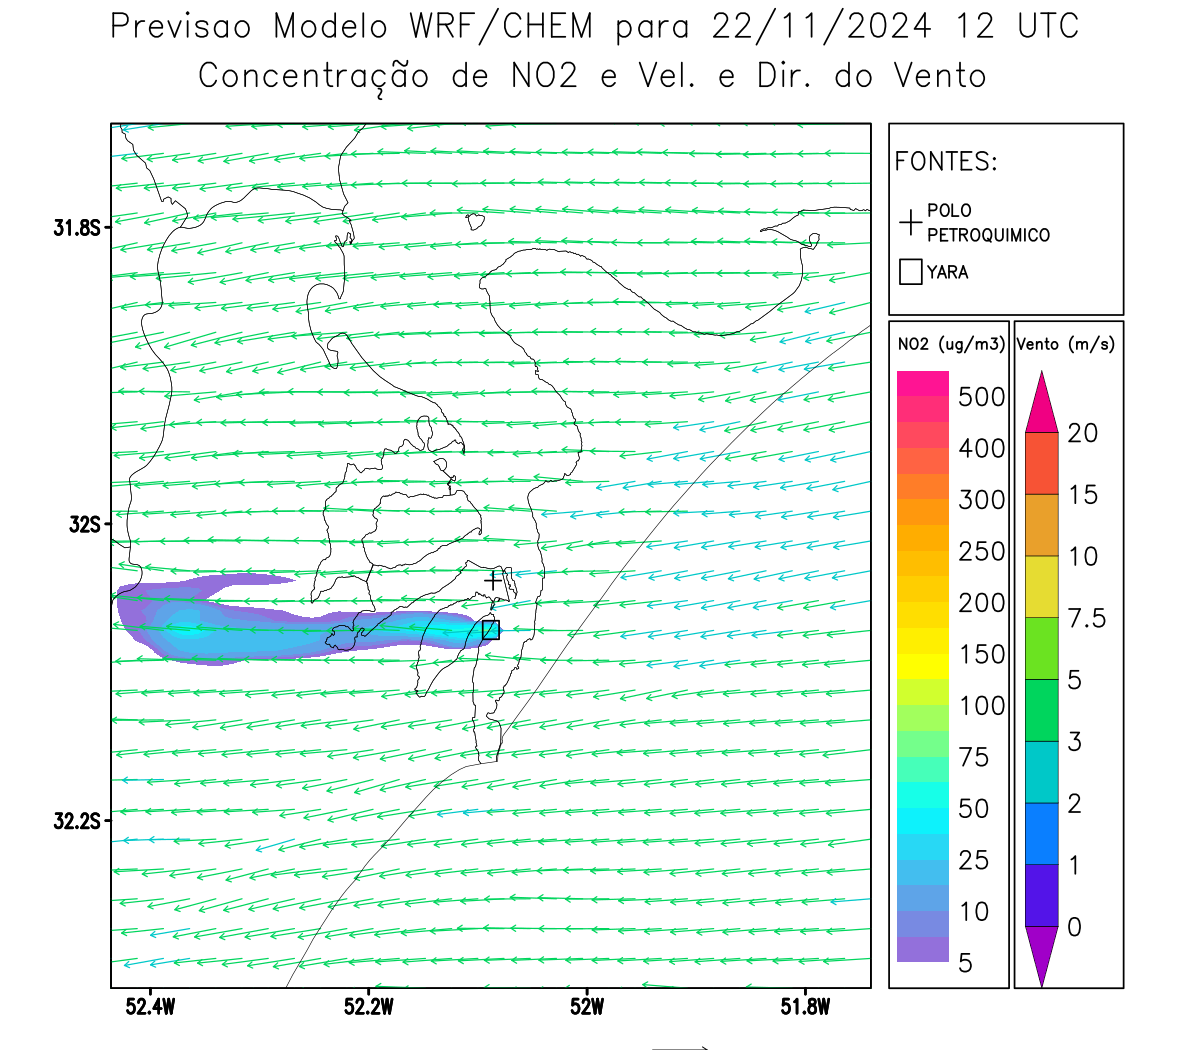 Previsao Modelo WRF/CHEM para 22/11/2024 12 UTC
Concentração de NO2 e Vel. e Dir. do Vento
FONTES:
POLO
PETROQUIMICO
YARA
NO2 (ug/m3)
500
400
300
250
200
150
100
75
50
25
10
5
Vento (m/s)
20
15
10
7.5
5
3
2
1
0
31.8S
32S
32.2S
52.4W
52.2W
52W
51.8W